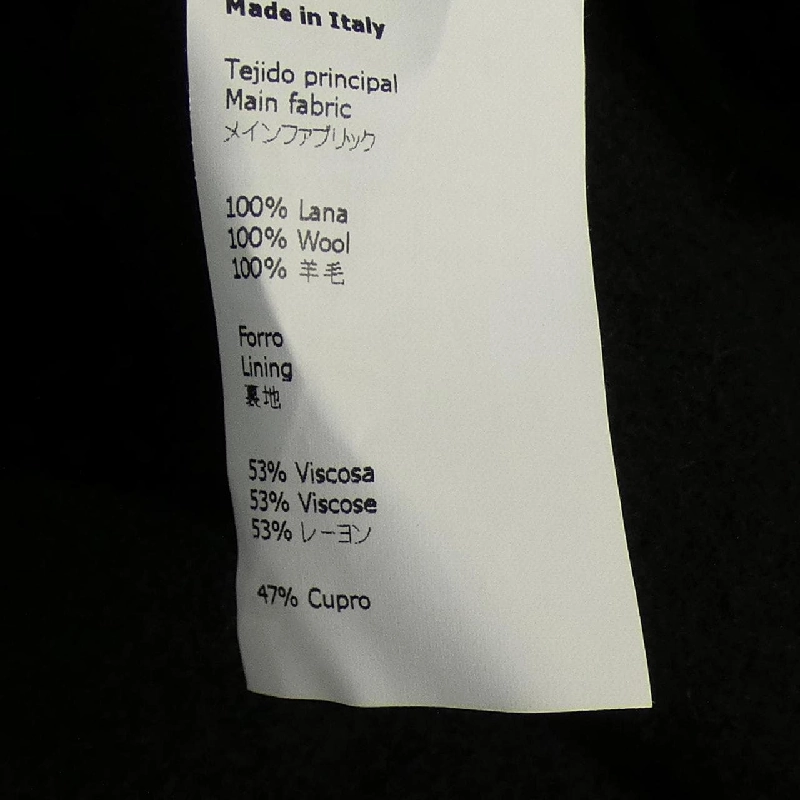 Made in Italy
Tejido principal
Main fabric
メインファブリック
100% Lana
100% Wool
100% 羊毛
Forro
Lining
裏地
53% Viscosa
53% Viscose
53% レーヨン
47% Cupro